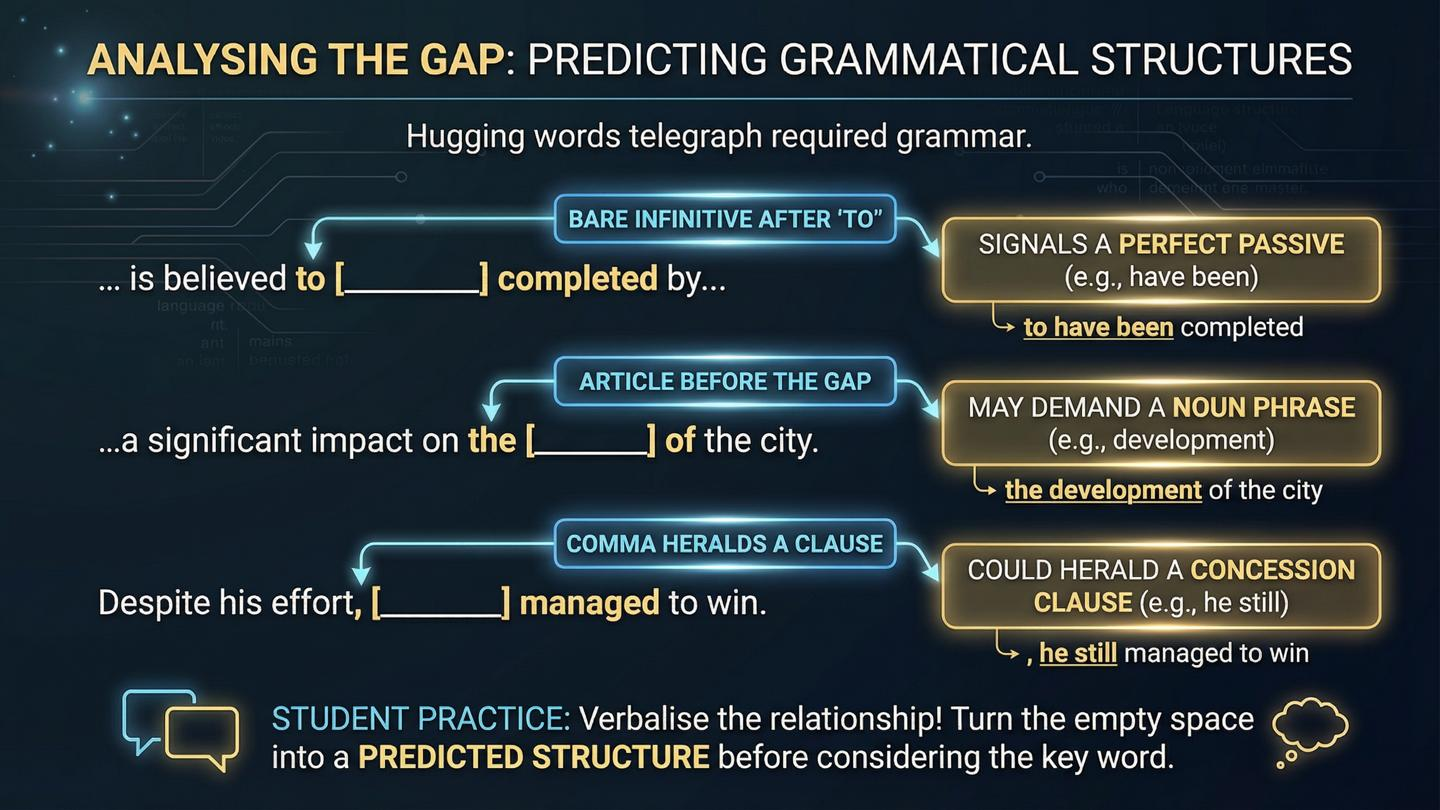 ANALYSING THE GAP: PREDICTING GRAMMATICAL STRUCTURES
Hugging words telegraph required grammar.
BARE INFINITIVE AFTER 'TO"
... is believed to [________] completed by...
SIGNALS A PERFECT PASSIVE
(e.g., have been)
to have been completed
ARTICLE BEFORE THE GAP
...a significant impact on the [_______] of the city.
MAY DEMAND A NOUN PHRASE
(e.g., development)
the development of the city
COMMA HERALDS A CLAUSE
Despite his effort, [_______] managed to win.
COULD HERALD A CONCESSION
CLAUSE (e.g., he still)
, he still managed to win
STUDENT PRACTICE: Verbalise the relationship! Turn the empty space
into a PREDICTED STRUCTURE before considering the key word.